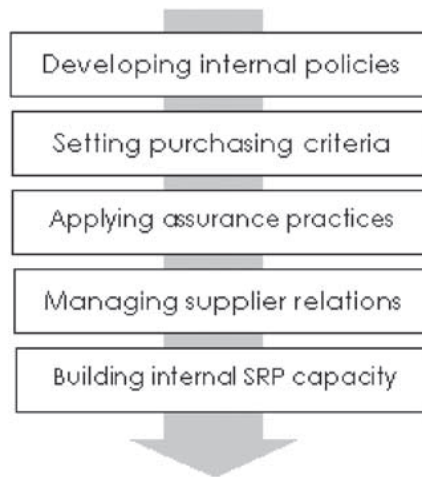 Developing internal policies
Setting purchasing criteria
Applying assurance practices
Managing supplier relations
Building internal SRP capacity